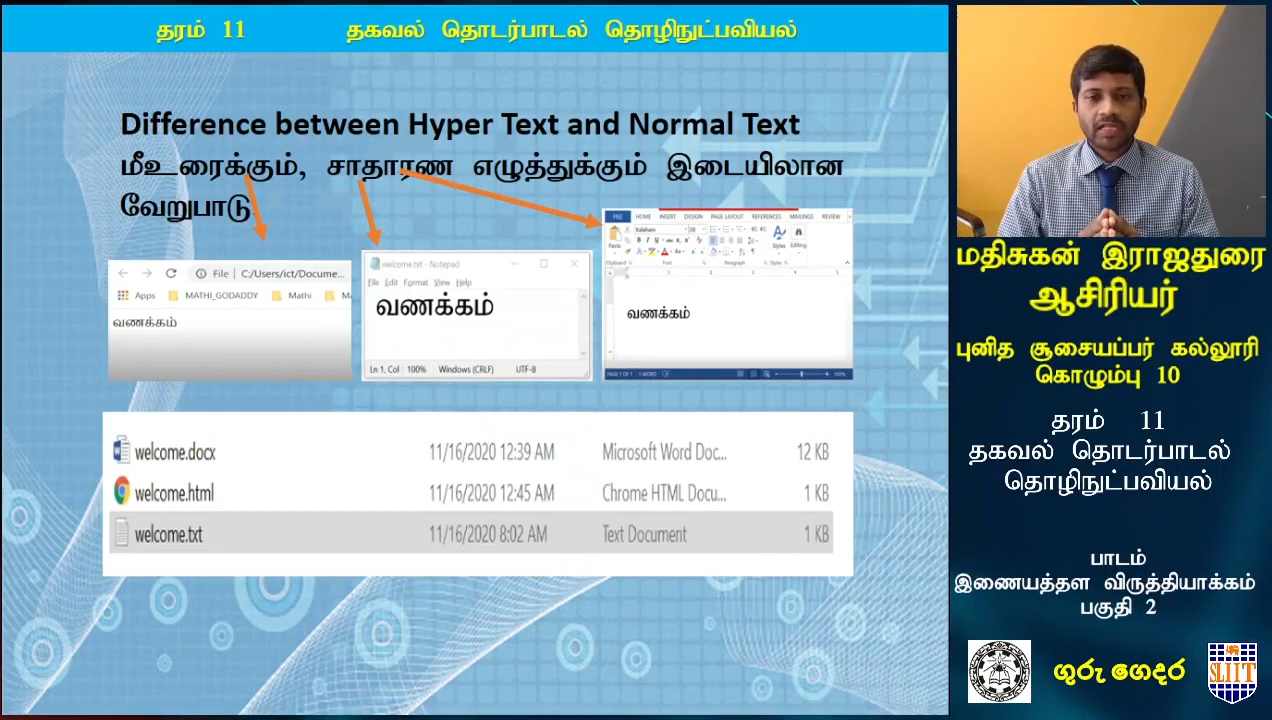 தரம் 11 தகவல் தொடர்பாடல் தொழிநுட்பவியல்
Difference between Hyper Text and Normal Text
மீஉரைக்கும், சாதாரண எழுத்துக்கும் இடையிலான
வேறுபாடு
File | C:/Users/ict/Docume...
Apps MATHI_GODADDY Mathi
வணக்கம்
welcome.txt - Notepad
File Edit Format View Help
வணக்கம்
Ln 1, Col 100% Windows (CRLF) UTF-8
FILE HOME INSERT DESIGN PAGE LAYOUT REFERENCES MAILINGS REVIEW
Paste Styles Editing
Font Paragraph Styles
வணக்கம்
welcome.docx 11/16/2020 12:39 AM Microsoft Word Doc... 12 KB
welcome.html 11/16/2020 12:45 AM Chrome HTML Docu... 1 KB
welcome.txt 11/16/2020 8:02 AM Text Document 1 KB
மதிசுகன் இராஜதுரை
ஆசிரியர்
புனித சூசையப்பர் கல்லூரி
கொழும்பு 10
தரம் 11
தகவல் தொடர்பாடல்
தொழிநுட்பவியல்
பாடம்
இணையத்தள விருத்தியாக்கம்
பகுதி 2
ගුරු ගෙදර
SLIIT